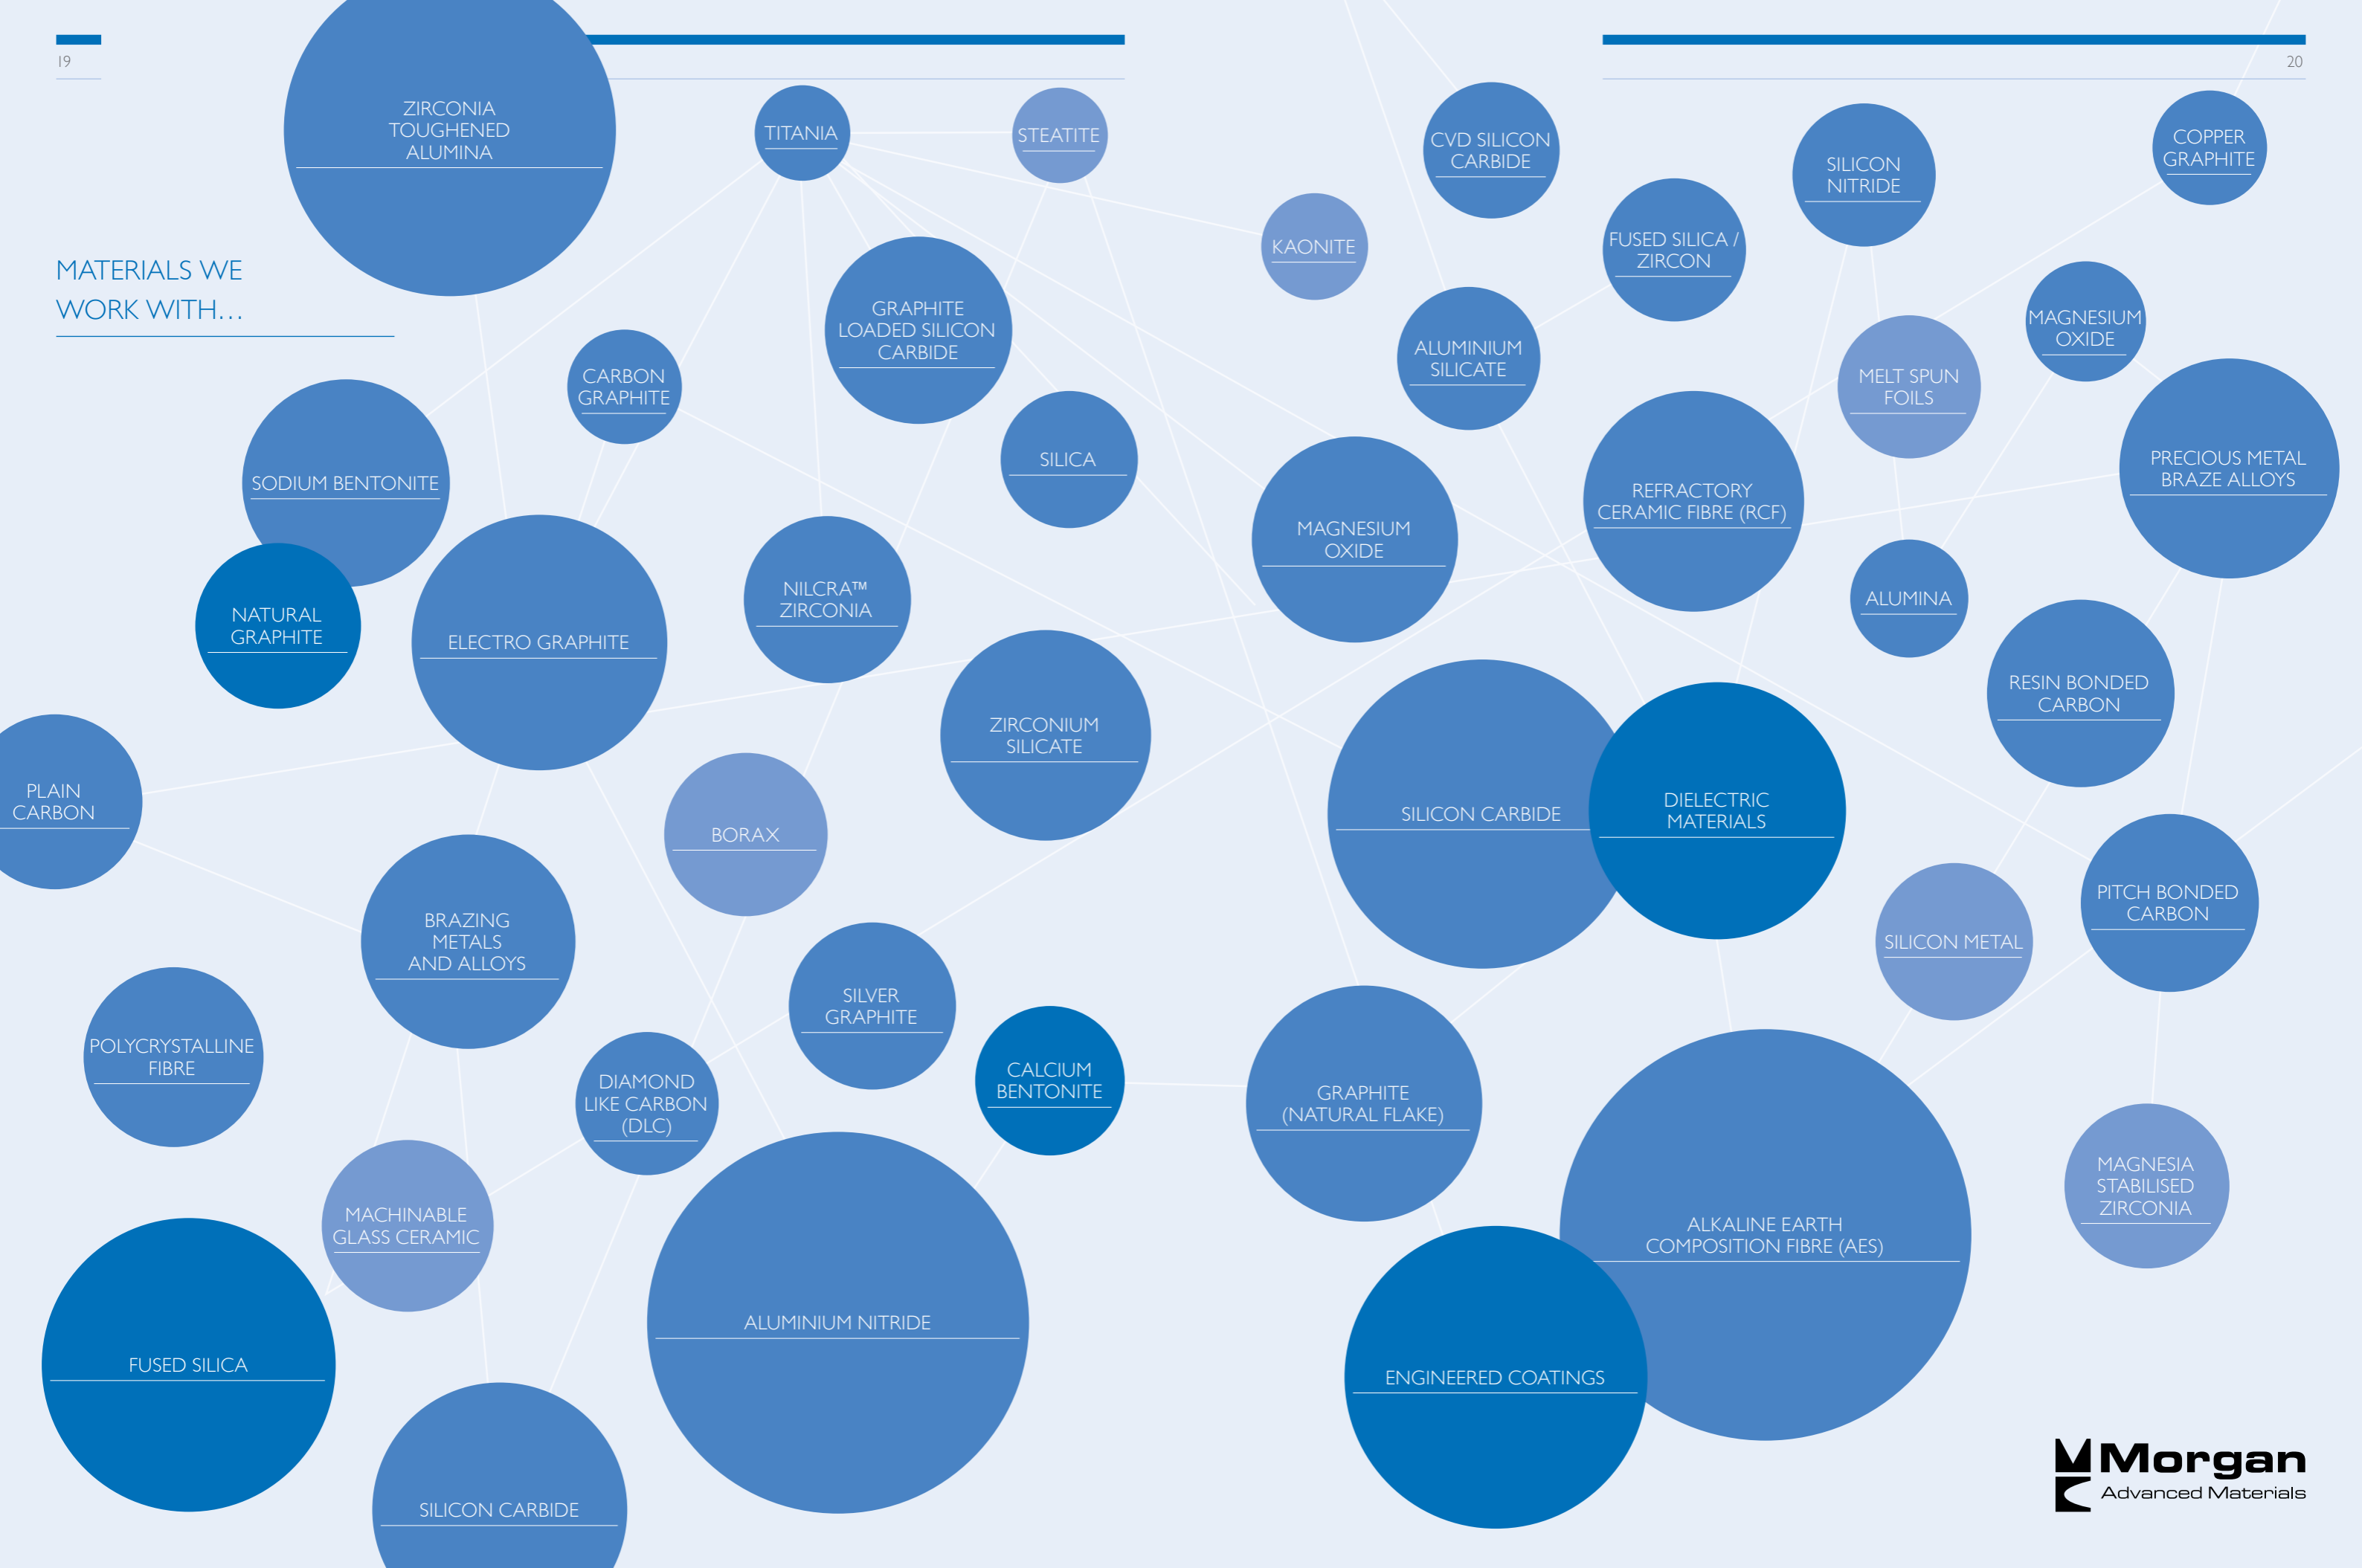 19
20
MATERIALS WE
WORK WITH…
ZIRCONIA
TOUGHENED
ALUMINA
TITANIA
STEATITE
KAONITE
CVD SILICON
CARBIDE
FUSED SILICA /
ZIRCON
SILICON
NITRIDE
COPPER
GRAPHITE
GRAPHITE
LOADED SILICON
CARBIDE
CARBON
GRAPHITE
ALUMINIUM
SILICATE
MELT SPUN
FOILS
MAGNESIUM
OXIDE
SODIUM BENTONITE
SILICA
MAGNESIUM
OXIDE
REFRACTORY
CERAMIC FIBRE (RCF)
PRECIOUS METAL
BRAZE ALLOYS
NATURAL
GRAPHITE
ELECTRO GRAPHITE
NILCRA™
ZIRCONIA
ALUMINA
ZIRCONIUM
SILICATE
RESIN BONDED
CARBON
PLAIN
CARBON
BORAX
SILICON CARBIDE
DIELECTRIC
MATERIALS
BRAZING
METALS
AND ALLOYS
SILICON METAL
PITCH BONDED
CARBON
POLYCRYSTALLINE
FIBRE
SILVER
GRAPHITE
DIAMOND
LIKE CARBON
(DLC)
CALCIUM
BENTONITE
GRAPHITE
(NATURAL FLAKE)
MACHINABLE
GLASS CERAMIC
ALKALINE EARTH
COMPOSITION FIBRE (AES)
MAGNESIA
STABILISED
ZIRCONIA
FUSED SILICA
ALUMINIUM NITRIDE
ENGINEERED COATINGS
SILICON CARBIDE
Morgan
Advanced Materials